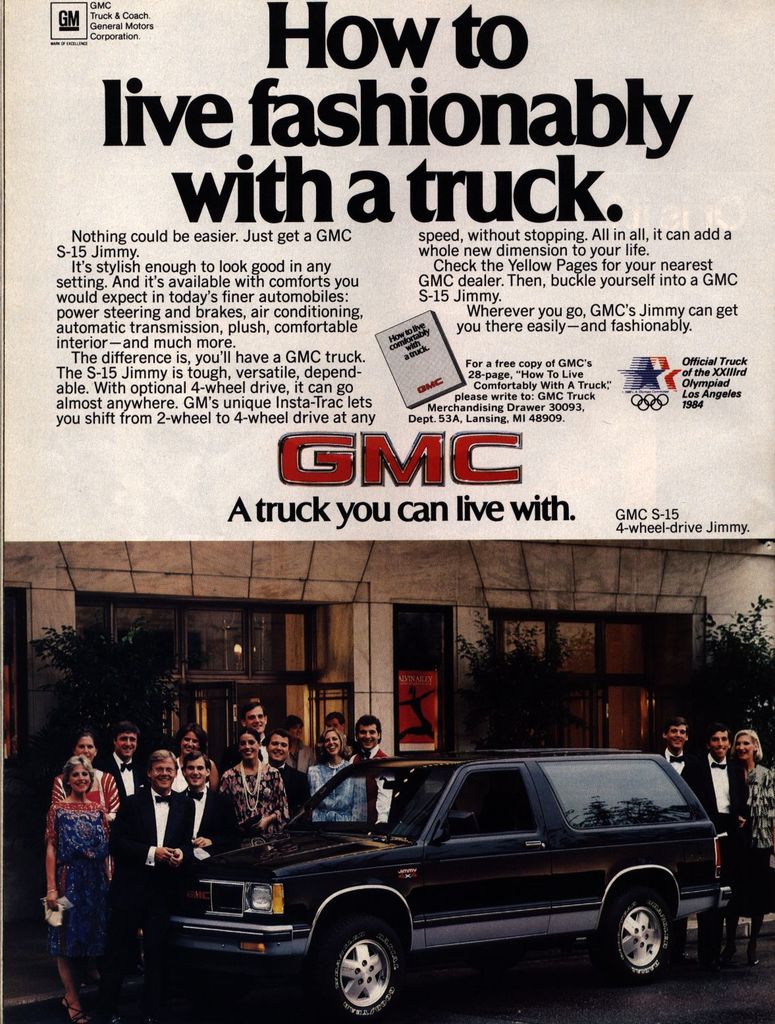 GM
MARK OF EXCELLENCE
GMC
Truck & Coach.
General Motors
Corporation.
How to
live fashionably
with a truck.
Nothing could be easier. Just get a GMC
S-15 Jimmy.
It's stylish enough to look good in any
setting. And it's available with comforts you
would expect in today's finer automobiles:
power steering and brakes, air conditioning,
automatic transmission, plush, comfortable
interior—and much more.
The difference is, you'll have a GMC truck.
The S-15 Jimmy is tough, versatile, depend-
able. With optional 4-wheel drive, it can go
almost anywhere. GM's unique Insta-Trac lets
you shift from 2-wheel to 4-wheel drive at any
speed, without stopping. All in all, it can add a
whole new dimension to your life.
Check the Yellow Pages for your nearest
GMC dealer. Then, buckle yourself into a GMC
S-15 Jimmy.
Wherever you go, GMC's Jimmy can get
you there easily—and fashionably.
How to live
comfortably
with
a truck.
GMC
For a free copy of GMC's
28-page, "How To Live
Comfortably With A Truck,"
please write to: GMC Truck
Merchandising Drawer 30093,
Dept. 53A, Lansing, MI 48909.
Official Truck
of the XXIIIrd
Olympiad
Los Angeles
1984
GMC
A truck you can live with.
GMC S-15
4-wheel-drive Jimmy.
ALVIN AILEY
GMC
JIMMY
4x4